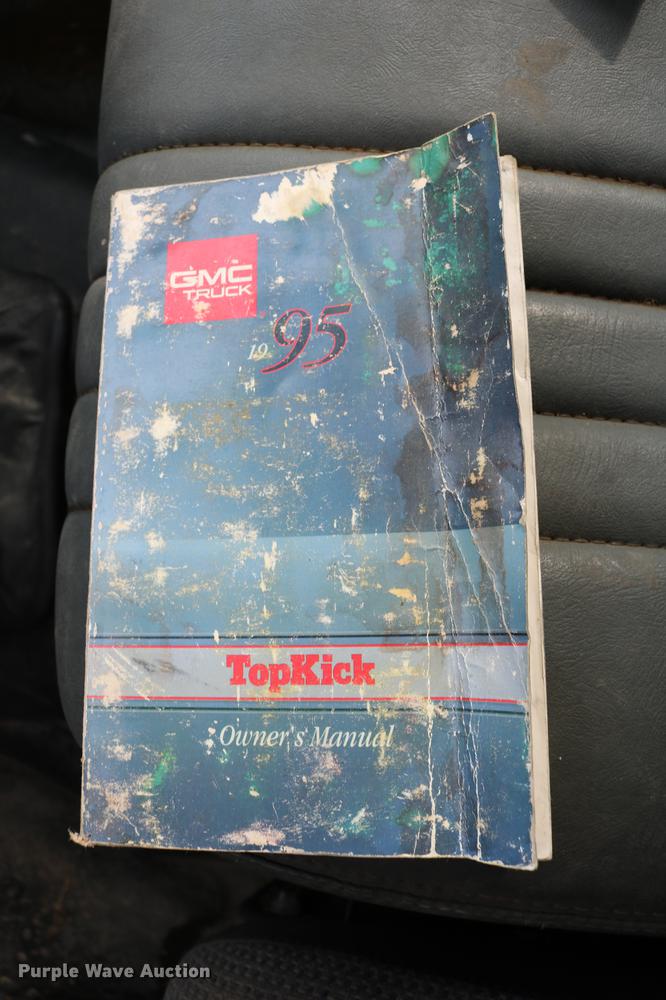 GMC
TRUCK
19 95
TopKick
Owner's Manual
Purple Wave Auction